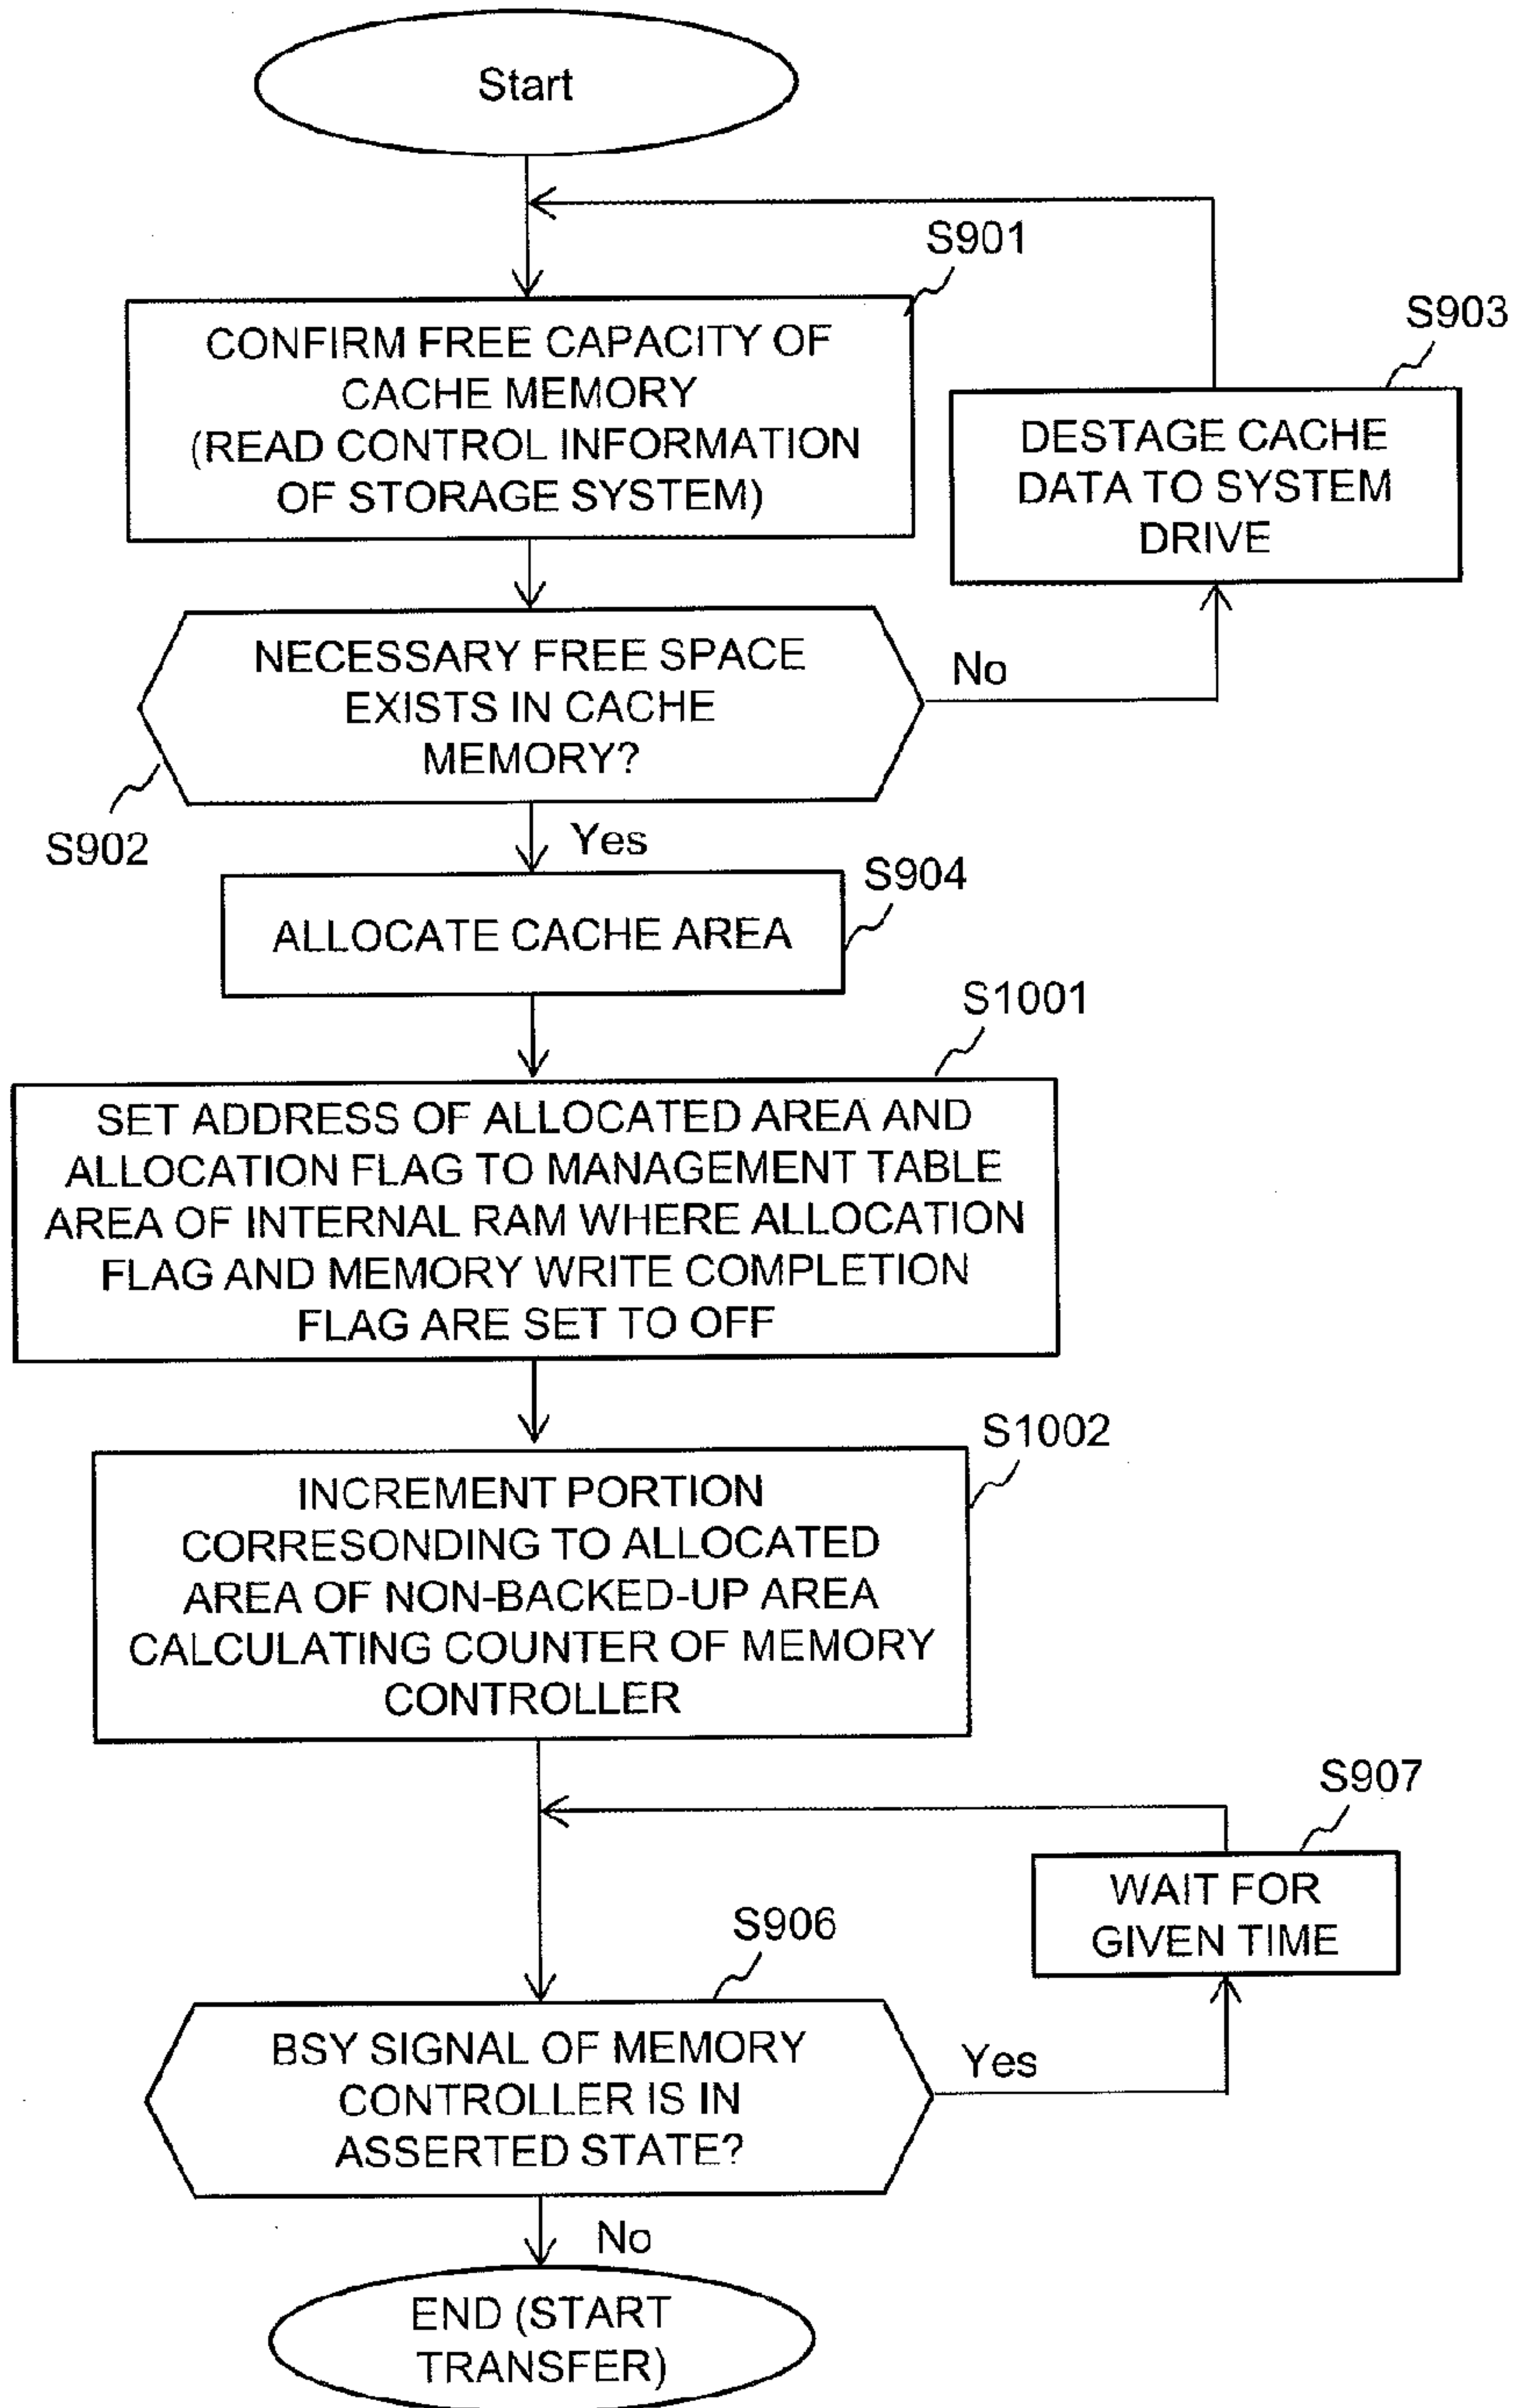 Start
S901
CONFIRM FREE CAPACITY OF
CACHE MEMORY
(READ CONTROL INFORMATION
OF STORAGE SYSTEM)
S903
DESTAGE CACHE
DATA TO SYSTEM
DRIVE
NECESSARY FREE SPACE
EXISTS IN CACHE
MEMORY?
No
S902
Yes
S904
ALLOCATE CACHE AREA
S1001
SET ADDRESS OF ALLOCATED AREA AND
ALLOCATION FLAG TO MANAGEMENT TABLE
AREA OF INTERNAL RAM WHERE ALLOCATION
FLAG AND MEMORY WRITE COMPLETION
FLAG ARE SET TO OFF
S1002
INCREMENT PORTION
CORRESONDING TO ALLOCATED
AREA OF NON-BACKED-UP AREA
CALCULATING COUNTER OF MEMORY
CONTROLLER
S907
WAIT FOR
GIVEN TIME
S906
BSY SIGNAL OF MEMORY
CONTROLLER IS IN
ASSERTED STATE?
Yes
No
END (START
TRANSFER)